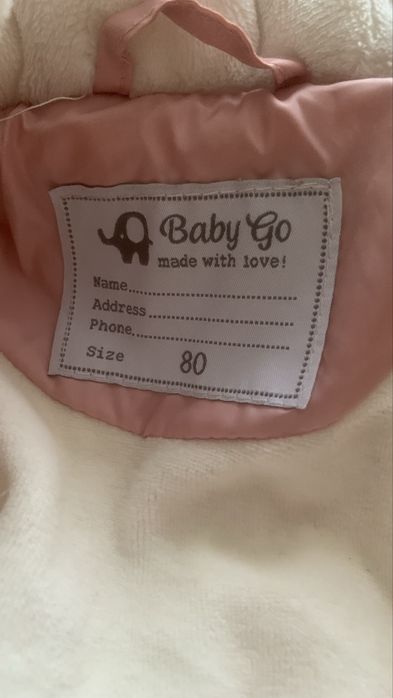 Baby Go
made with love!
Name
Address
Phone
Size 80